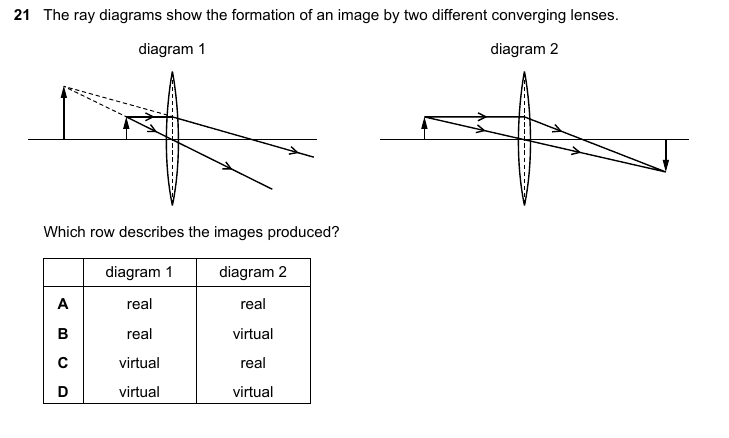 21 The ray diagrams show the formation of an image by two different converging lenses.
diagram 1 diagram 2
Which row describes the images produced?
diagram 1 diagram 2
A real real
B real virtual
C virtual real
D virtual virtual